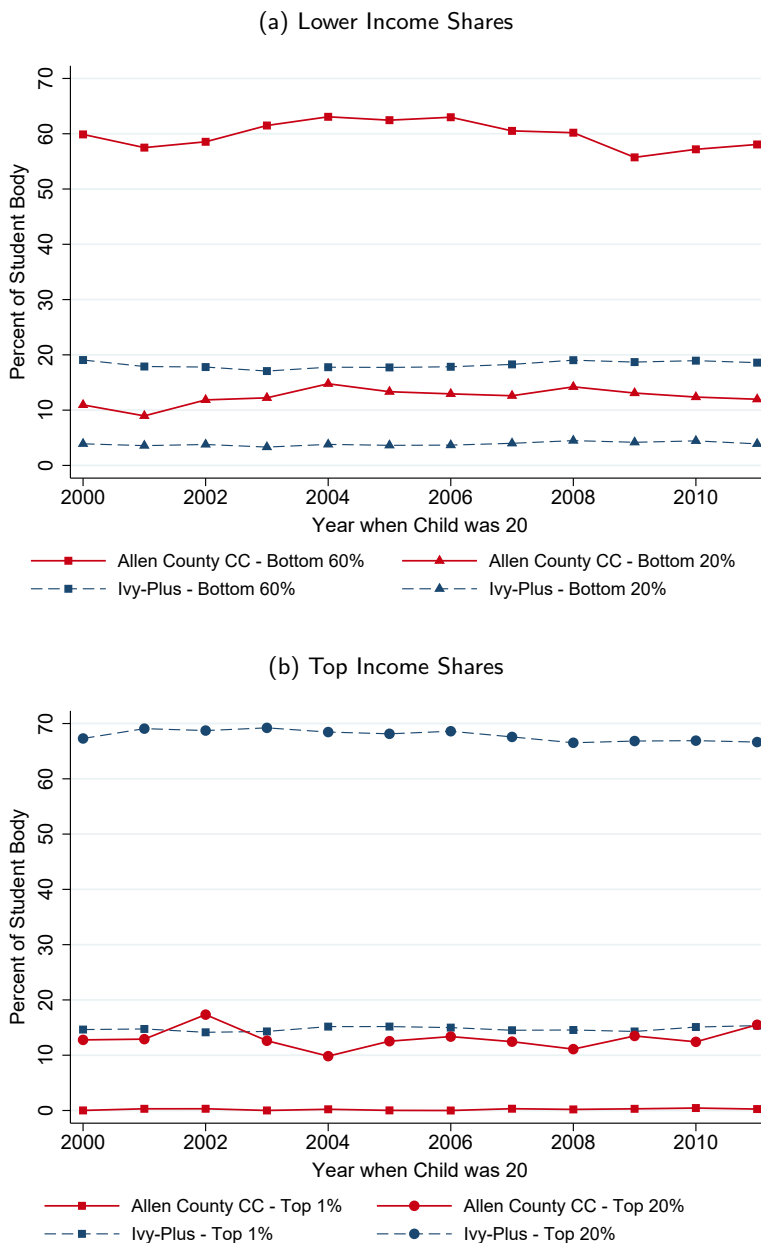 (a) Lower Income Shares
70
60
50
40
30
20
10
0
Percent of Student Body
2000 2002 2004 2006 2008 2010
Year when Child was 20
Allen County CC - Bottom 60% Allen County CC - Bottom 20%
Ivy-Plus - Bottom 60% Ivy-Plus - Bottom 20%
(b) Top Income Shares
70
60
50
40
30
20
10
0
Percent of Student Body
2000 2002 2004 2006 2008 2010
Year when Child was 20
Allen County CC - Top 1% Allen County CC - Top 20%
Ivy-Plus - Top 1% Ivy-Plus - Top 20%